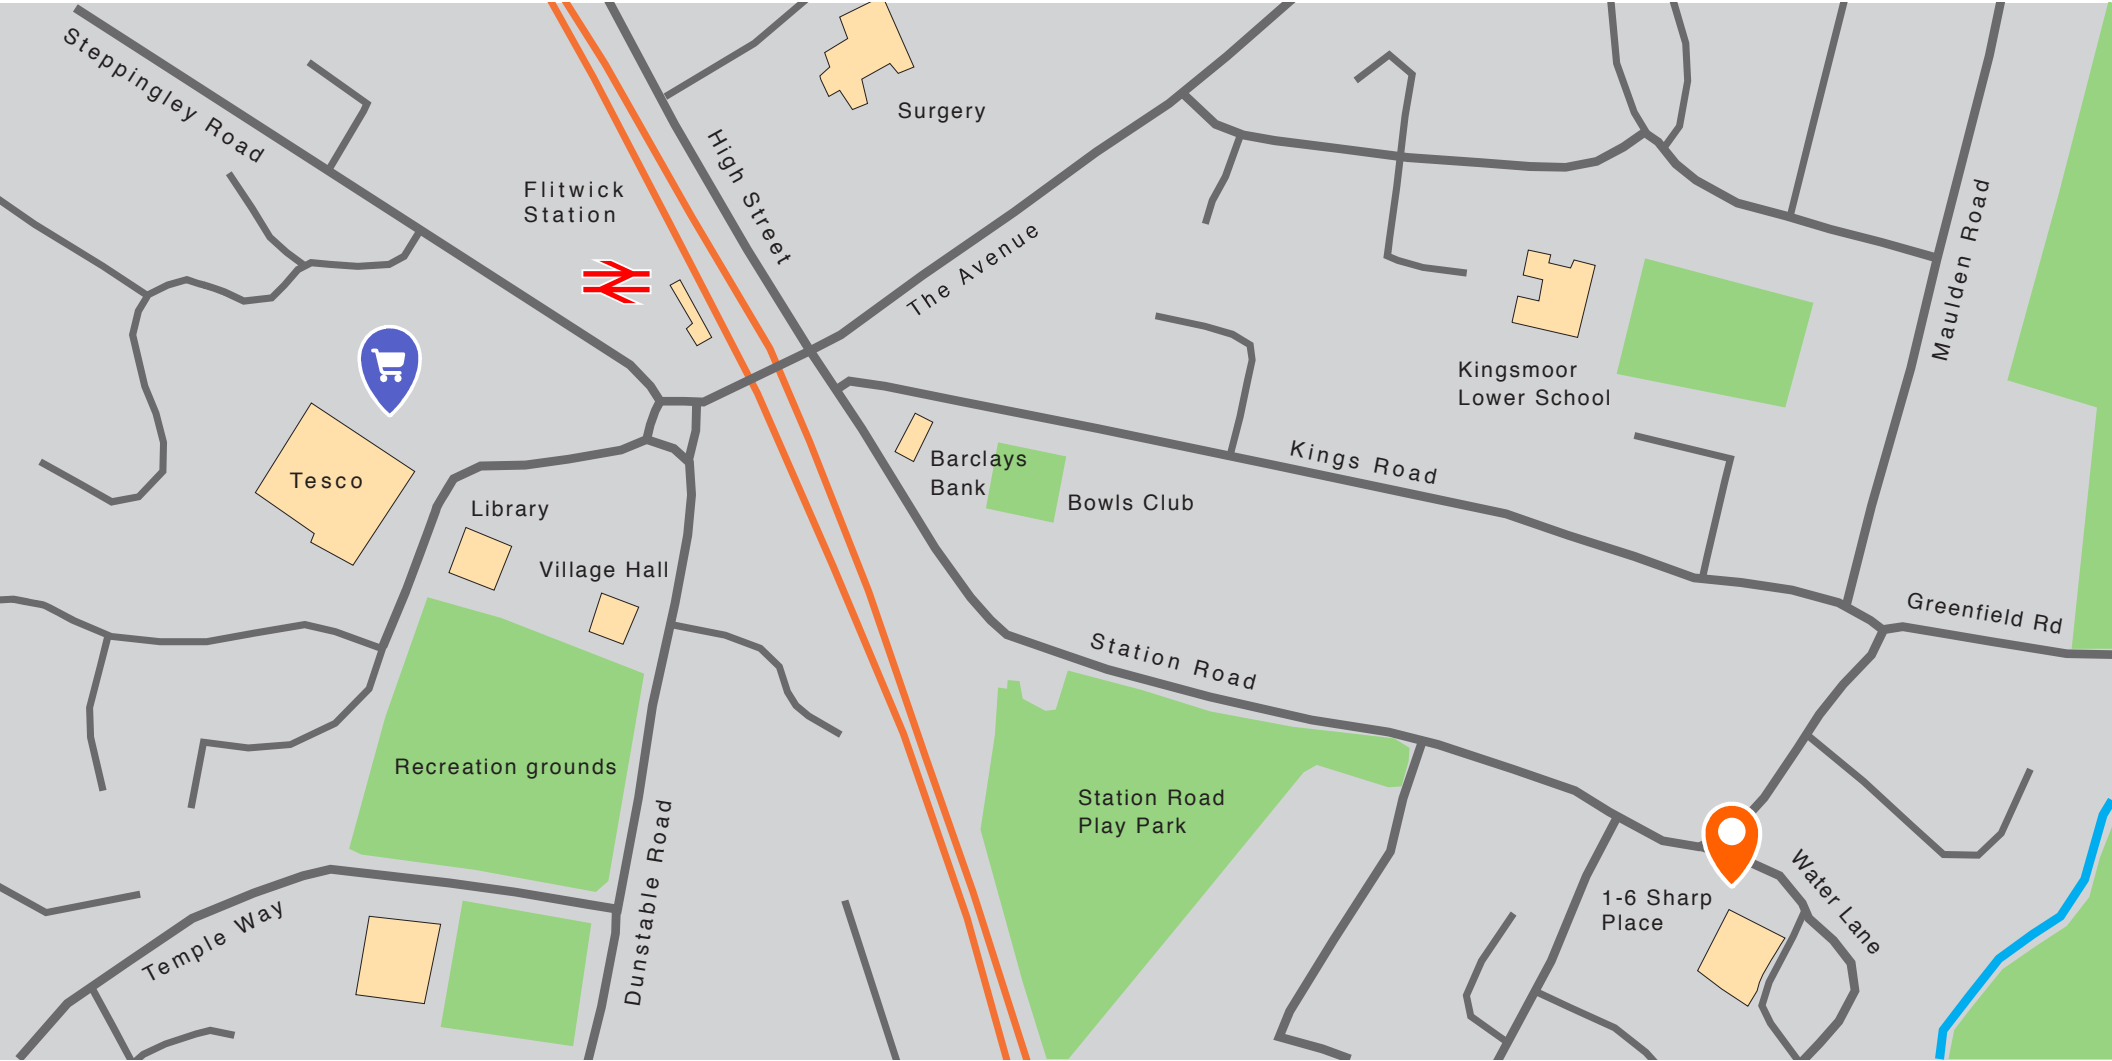 Steppingley Road
Surgery
High Street
Flitwick
Station
The Avenue
Maulden Road
Kingsmoor
Lower School
Kings Road
Barclays
Bank
Bowls Club
Tesco
Library
Village Hall
Greenfield Rd
Station Road
Recreation grounds
Station Road
Play Park
Dunstable Road
Water Lane
1-6 Sharp
Place
Temple Way